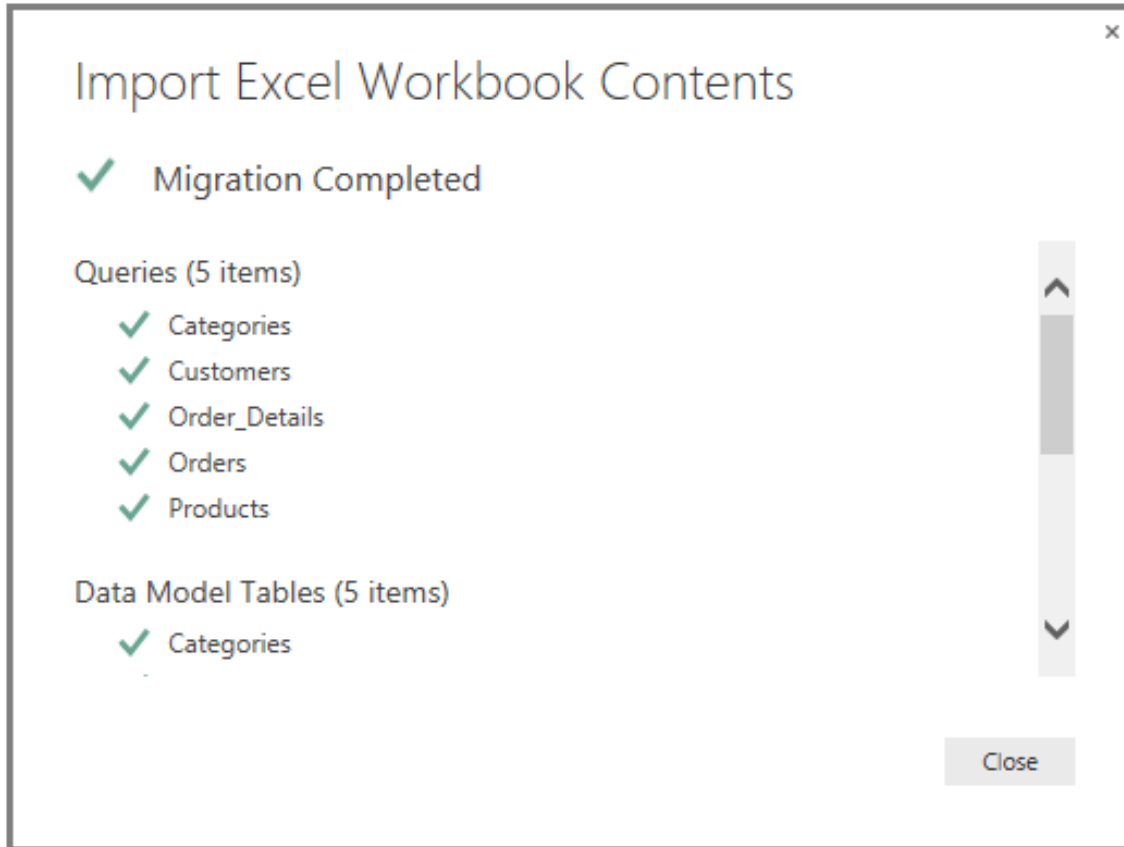 Import Excel Workbook Contents
Migration Completed
Queries (5 items)
Categories
Customers
Order_Details
Orders
Products
Data Model Tables (5 items)
Categories
Close